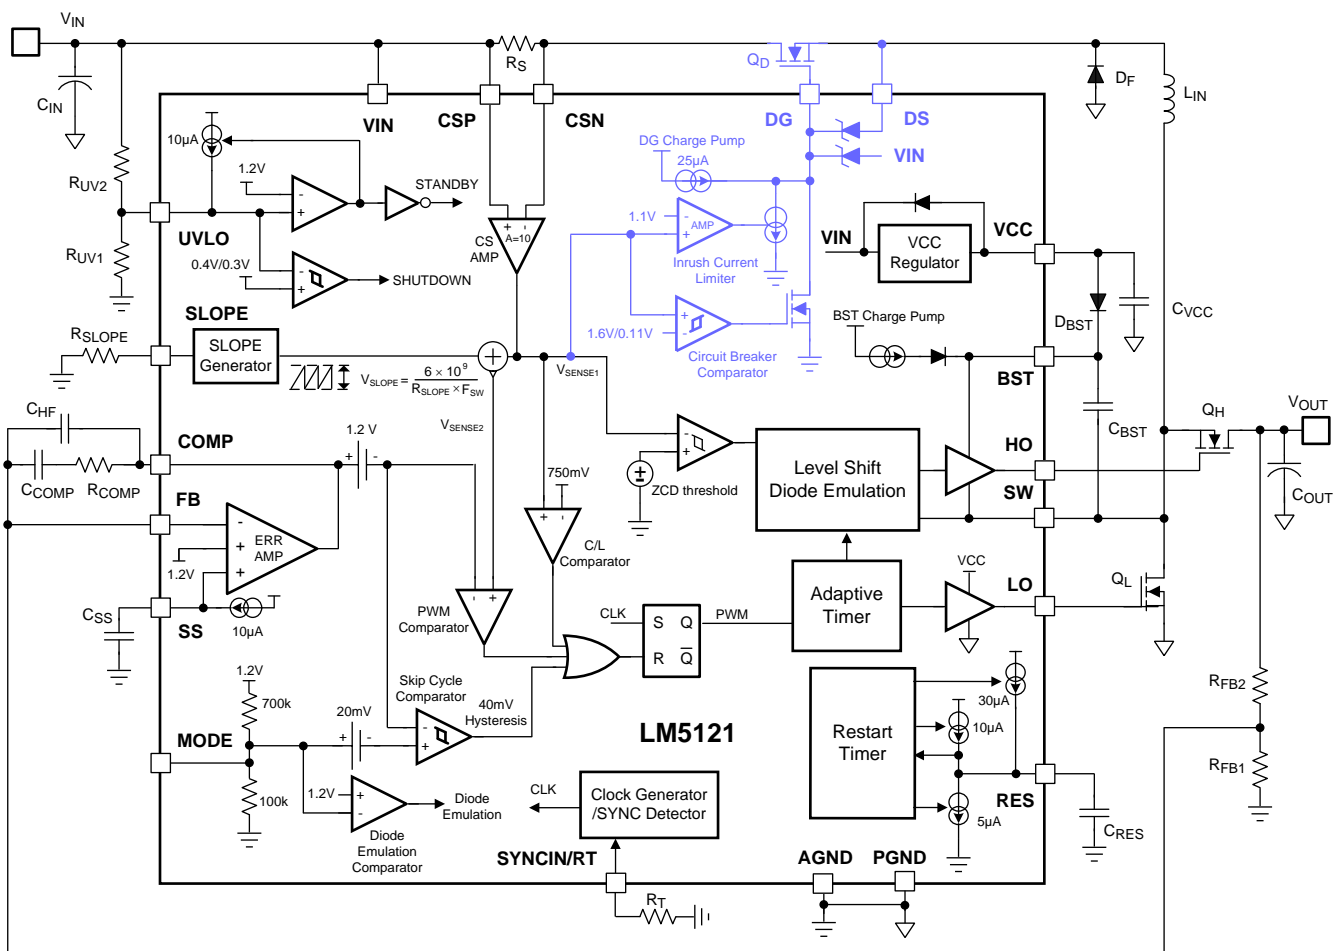 VIN
RS
QD
DF
LIN
CIN
VIN
CSP
CSN
DG
DS
10µA
DG Charge Pump
25µA
VIN
RUV2
1.2V
-
+
STANDBY
1.1V
-
+
AMP
UVLO
+ -
A=10
CS
AMP
Inrush Current
Limiter
VIN
VCC
Regulator
VCC
RUV1
0.4V/0.3V
-
+
SHUTDOWN
+
-
1.6V/0.11V
Circuit Breaker
Comparator
BST Charge Pump
DBST
CVCC
SLOPE
RSLOPE
SLOPE
Generator
VSLOPE = 6 × 10^9 / RSLOPE × FSW
+
VSENSE1
BST
CHF
COMP
1.2 V
+ -
VSENSE2
CBST
QH
VOUT
CCOMP
RCOMP
750mV
-
+
ZCD threshold
±
Level Shift
Diode Emulation
HO
SW
COUT
FB
-
+
+
ERR
AMP
1.2V
+ -
C/L
Comparator
CSS
SS
10µA
PWM
Comparator
- +
CLK
S Q
R Q
PWM
Adaptive
Timer
VCC
LO
QL
1.2V
700k
Skip Cycle
Comparator
40mV
Hysteresis
20mV
+ -
-
+
MODE
LM5121
Restart
Timer
30µA
10µA
RFB2
100k
1.2V
+
-
Diode
Emulation
Diode
Emulation
Comparator
CLK
Clock Generator
/SYNC Detector
5µA
RES
CRES
RFB1
SYNCIN/RT
RT
AGND
PGND